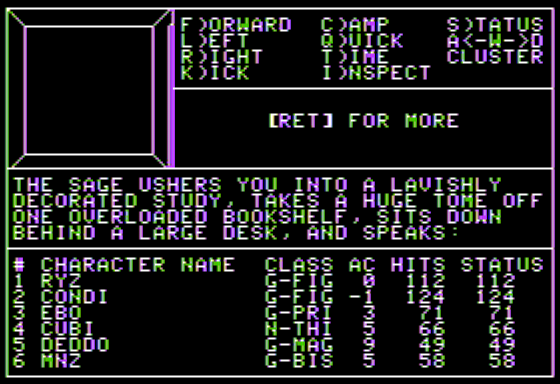 F)ORWARD C)AMP S)TATUS
L)EFT Q)UICK A<-W->D
R)IGHT T)IME CLUSTER
K)ICK I)NSPECT
[RET] FOR MORE
THE SAGE USHERS YOU INTO A LAVISHLY
DECORATED STUDY, TAKES A HUGE TOME OFF
ONE OVERLOADED BOOKSHELF, SITS DOWN
BEHIND A LARGE DESK, AND SPEAKS:
# CHARACTER NAME CLASS AC HITS STATUS
1 RYZ G-FIG 0 112 112
2 CONDI G-FIG -1 124 124
3 EBO G-PRI 3 71 71
4 CUBI N-THI 5 66 66
5 DEDDO G-MAG 9 49 49
6 MNZ G-BIS 5 58 58